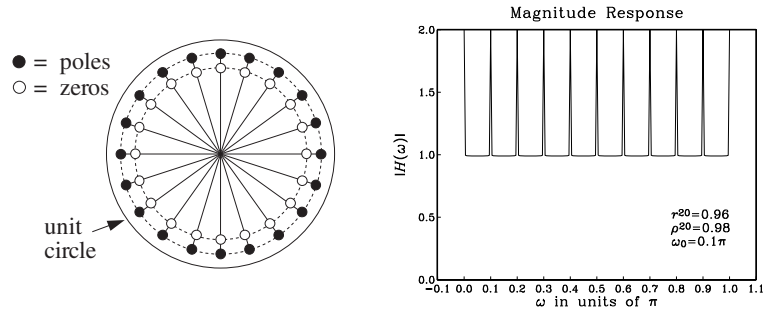 ● = poles
○ = zeros
unit
circle
Magnitude Response
|H(ω)|
2.0
1.5
1.0
0.5
0.0
r²⁰=0.96
ρ²⁰=0.98
ω₀=0.1π
−0.1 0.0 0.1 0.2 0.3 0.4 0.5 0.6 0.7 0.8 0.9 1.0 1.1
ω in units of π